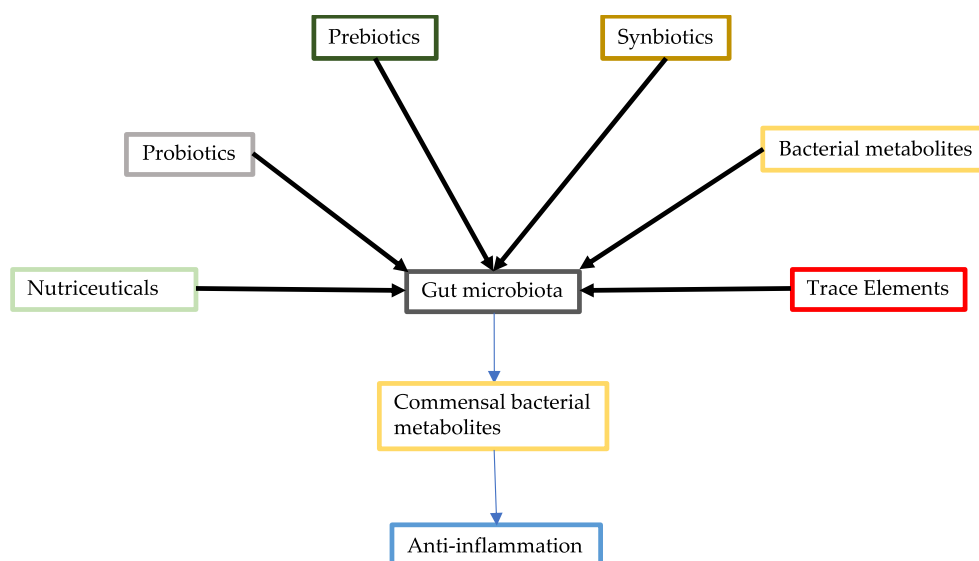 Prebiotics
Synbiotics
Probiotics
Bacterial metabolites
Nutriceuticals
Gut microbiota
Trace Elements
Commensal bacterial
metabolites
Anti-inflammation